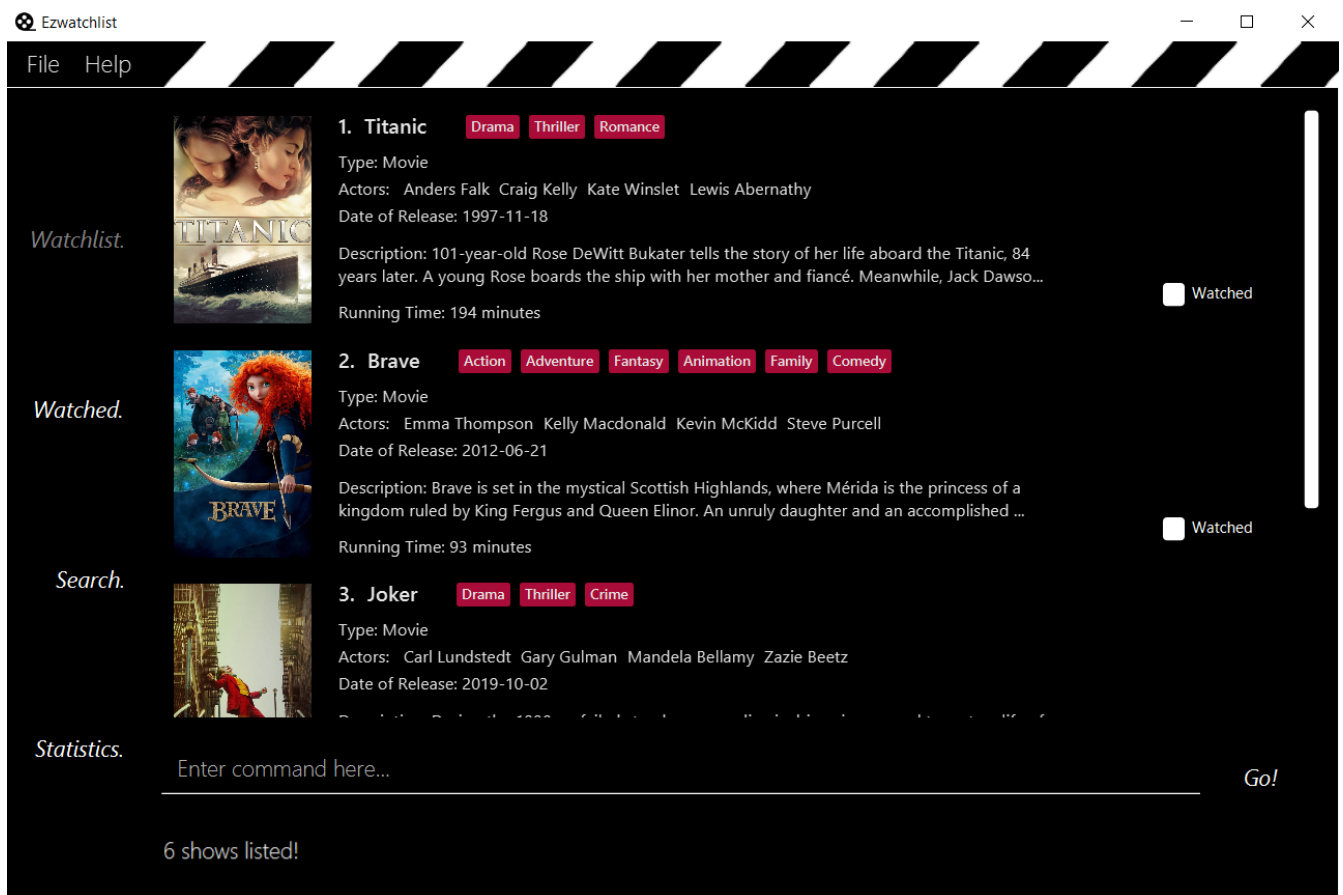 Ezwatchlist
File Help
Watchlist.
Watched.
Search.
Statistics.
TITANIC
1. Titanic Drama Thriller Romance
Type: Movie
Actors: Anders Falk Craig Kelly Kate Winslet Lewis Abernathy
Date of Release: 1997-11-18
Description: 101-year-old Rose DeWitt Bukater tells the story of her life aboard the Titanic, 84
years later. A young Rose boards the ship with her mother and fiancé. Meanwhile, Jack Dawso...
Running Time: 194 minutes
Watched
BRAVE
2. Brave Action Adventure Fantasy Animation Family Comedy
Type: Movie
Actors: Emma Thompson Kelly Macdonald Kevin McKidd Steve Purcell
Date of Release: 2012-06-21
Description: Brave is set in the mystical Scottish Highlands, where Mérida is the princess of a
kingdom ruled by King Fergus and Queen Elinor. An unruly daughter and an accomplished ...
Running Time: 93 minutes
Watched
3. Joker Drama Thriller Crime
Type: Movie
Actors: Carl Lundstedt Gary Gulman Mandela Bellamy Zazie Beetz
Date of Release: 2019-10-02
Enter command here...
Go!
6 shows listed!